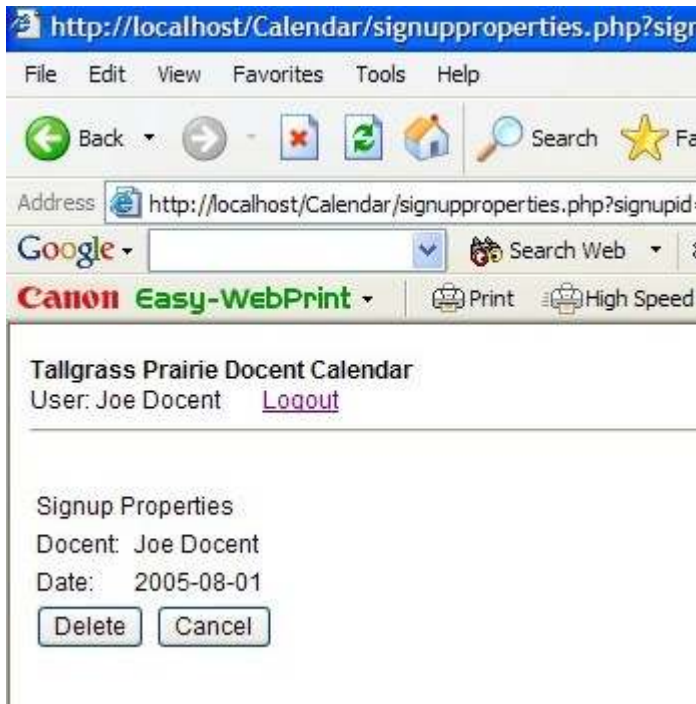 http://localhost/Calendar/signupproperties.php?sign
File Edit View Favorites Tools Help
Back Search Fa
Address http://localhost/Calendar/signupproperties.php?signupid=
Google Search Web
Canon Easy-WebPrint Print High Speed
Tallgrass Prairie Docent Calendar
User: Joe Docent Logout
Signup Properties
Docent: Joe Docent
Date: 2005-08-01
Delete Cancel